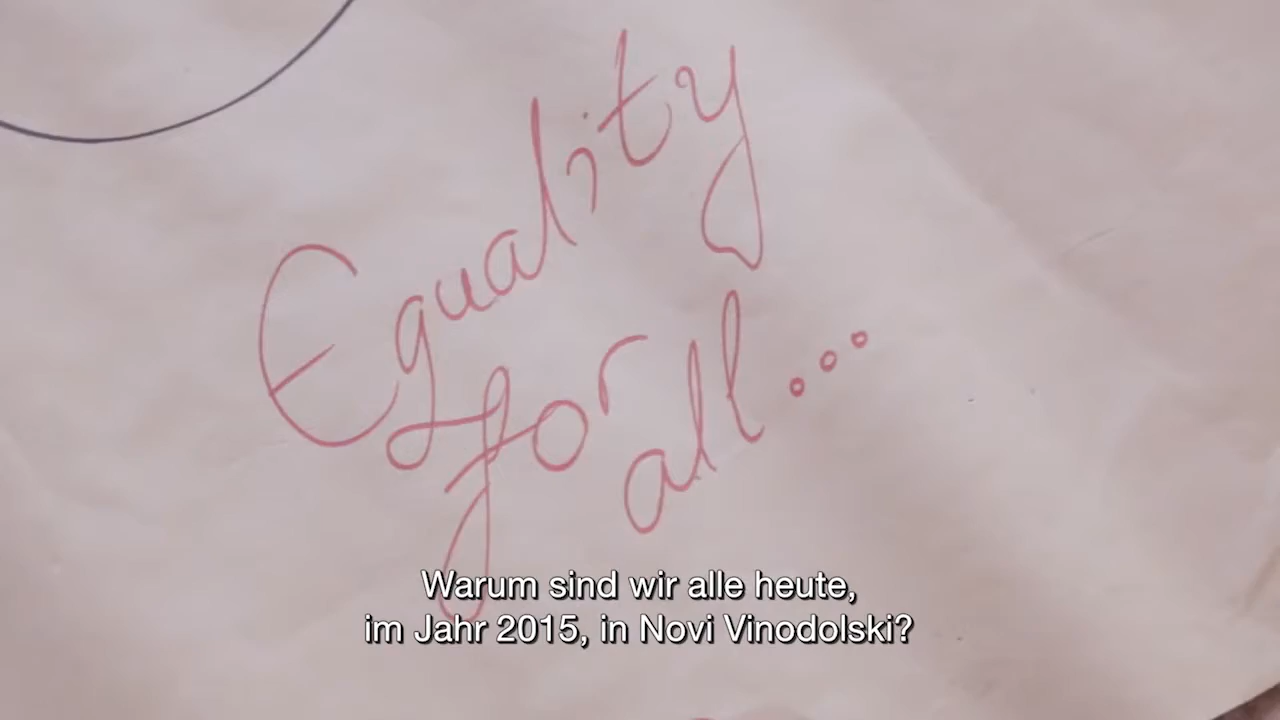 Equality
for all...
Warum sind wir alle heute,
im Jahr 2015, in Novi Vinodolski?